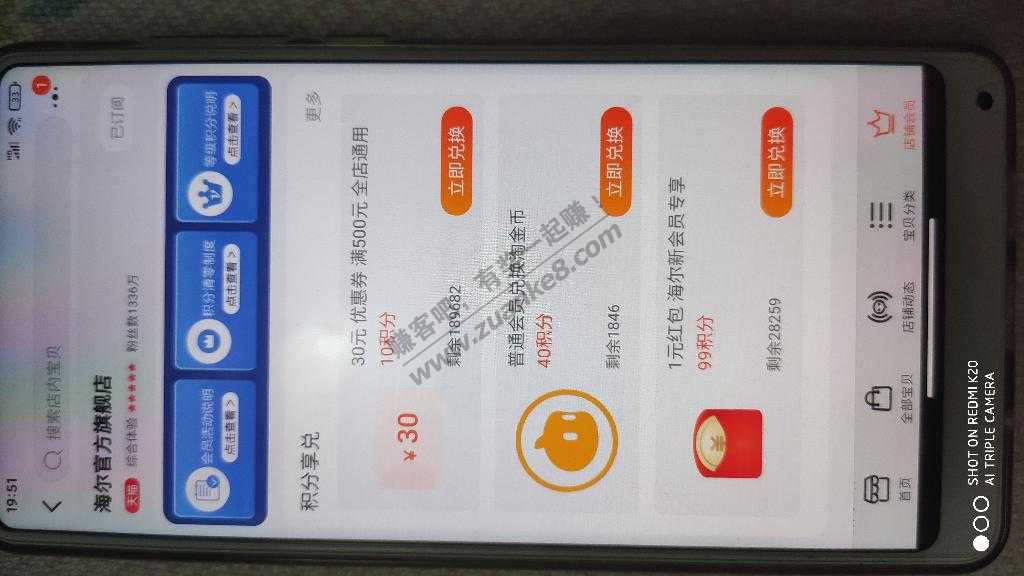 19:51
HD
33
1
搜索店内宝贝
海尔官方旗舰店
天猫 综合体验 ★★★★★ 粉丝数1336万
已订阅
会员活动说明
点击查看 >
积分清零制度
点击查看 >
等级积分说明
点击查看 >
积分享兑
更多
¥ 30
30元 优惠券 满500元 全店通用
10积分
剩余189682
立即兑换
普通会员兑换淘金币
40积分
剩余1846
立即兑换
1元红包 海尔新会员专享
99积分
剩余28259
立即兑换
首页
全部宝贝
店铺动态
宝贝分类
店铺会员
赚客吧，有奖一起赚！
www.zuanke8.com
SHOT ON REDMI K20
AI TRIPLE CAMERA